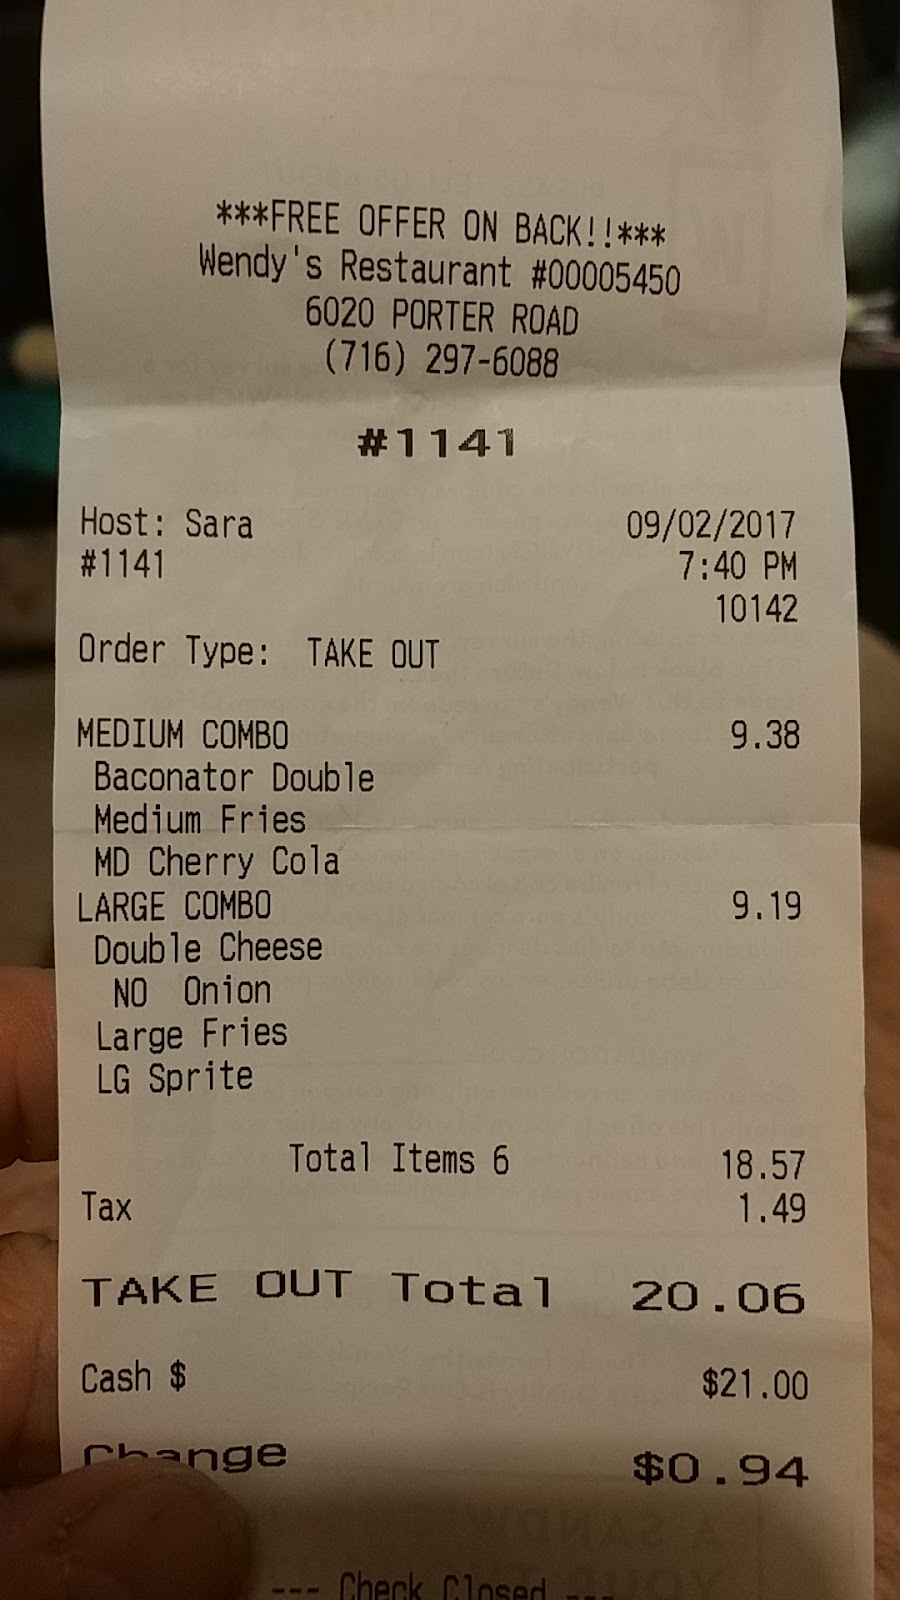 ***FREE OFFER ON BACK!!***
Wendy's Restaurant #00005450
6020 PORTER ROAD
(716) 297-6088
#1141
Host: Sara 09/02/2017
#1141 7:40 PM
10142
Order Type: TAKE OUT
MEDIUM COMBO 9.38
Baconator Double
Medium Fries
MD Cherry Cola
LARGE COMBO 9.19
Double Cheese
NO Onion
Large Fries
LG Sprite
Total Items 6 18.57
Tax 1.49
TAKE OUT Total 20.06
Cash $ $21.00
Change $0.94
--- Check Closed ---